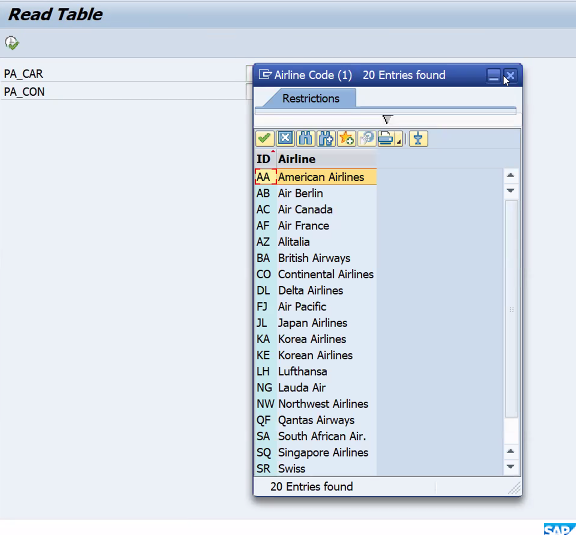 Read Table
PA_CAR
PA_CON
Airline Code (1) 20 Entries found
Restrictions
ID Airline
AA American Airlines
AB Air Berlin
AC Air Canada
AF Air France
AZ Alitalia
BA British Airways
CO Continental Airlines
DL Delta Airlines
FJ Air Pacific
JL Japan Airlines
KA Korea Airlines
KE Korean Airlines
LH Lufthansa
NG Lauda Air
NW Northwest Airlines
QF Qantas Airways
SA South African Air.
SQ Singapore Airlines
SR Swiss
20 Entries found
SAP